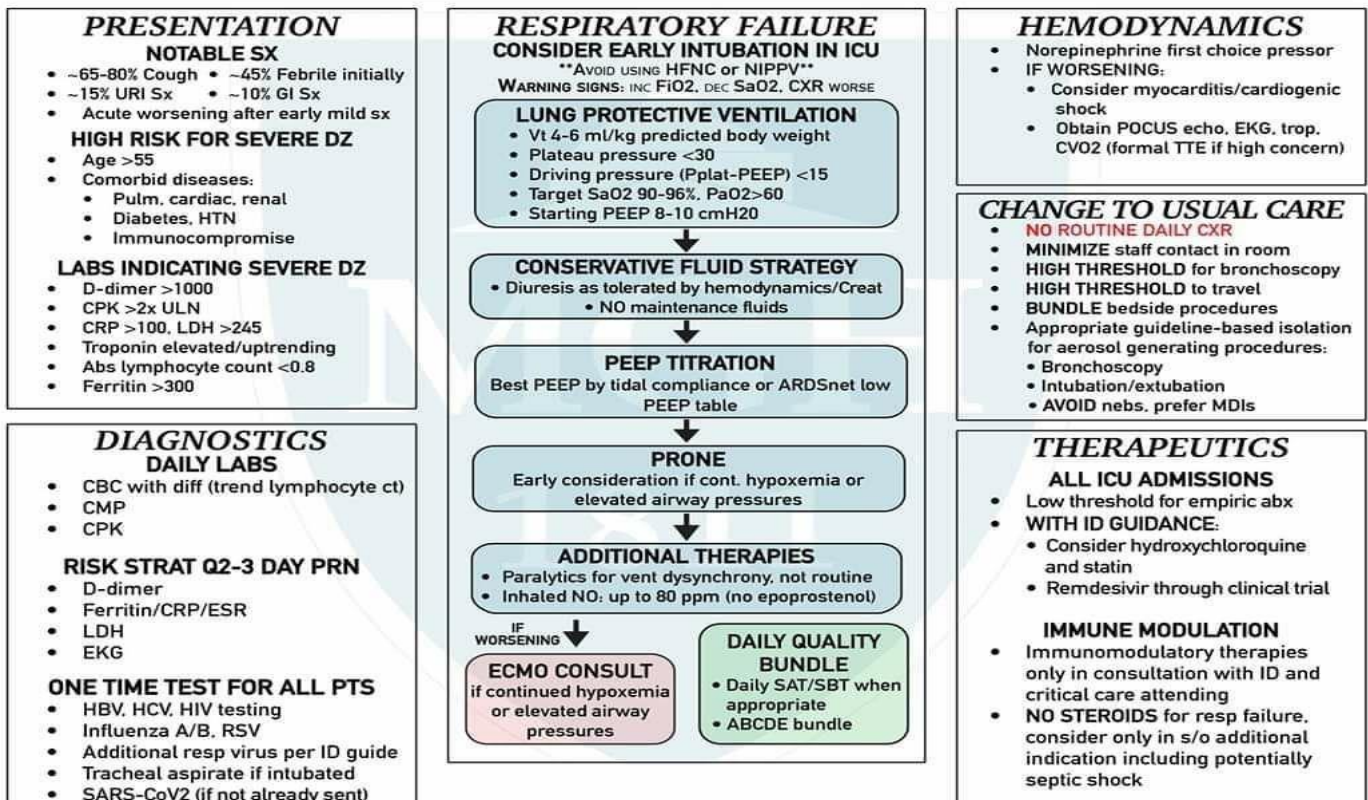 PRESENTATION
NOTABLE SX
• ~65-80% Cough • ~45% Febrile initially
• ~15% URI Sx • ~10% GI Sx
• Acute worsening after early mild sx
HIGH RISK FOR SEVERE DZ
• Age >55
• Comorbid diseases:
• Pulm, cardiac, renal
• Diabetes, HTN
• Immunocompromise
LABS INDICATING SEVERE DZ
• D-dimer >1000
• CPK >2x ULN
• CRP >100, LDH >245
• Troponin elevated/uptrending
• Abs lymphocyte count <0.8
• Ferritin >300
DIAGNOSTICS
DAILY LABS
• CBC with diff (trend lymphocyte ct)
• CMP
• CPK
RISK STRAT Q2-3 DAY PRN
• D-dimer
• Ferritin/CRP/ESR
• LDH
• EKG
ONE TIME TEST FOR ALL PTS
• HBV, HCV, HIV testing
• Influenza A/B, RSV
• Additional resp virus per ID guide
• Tracheal aspirate if intubated
• SARS-CoV2 (if not already sent)
RESPIRATORY FAILURE
CONSIDER EARLY INTUBATION IN ICU
**AVOID USING HFNC or NIPPV**
WARNING SIGNS: INC FiO2, DEC SaO2, CXR WORSE
LUNG PROTECTIVE VENTILATION
• Vt 4-6 ml/kg predicted body weight
• Plateau pressure <30
• Driving pressure (Pplat-PEEP) <15
• Target SaO2 90-96%, PaO2>60
• Starting PEEP 8-10 cmH20
CONSERVATIVE FLUID STRATEGY
• Diuresis as tolerated by hemodynamics/Creat
• NO maintenance fluids
PEEP TITRATION
Best PEEP by tidal compliance or ARDSnet low
PEEP table
PRONE
Early consideration if cont. hypoxemia or
elevated airway pressures
ADDITIONAL THERAPIES
• Paralytics for vent dysynchrony, not routine
• Inhaled NO: up to 80 ppm (no epoprostenol)
IF
WORSENING
ECMO CONSULT
if continued hypoxemia
or elevated airway
pressures
DAILY QUALITY
BUNDLE
• Daily SAT/SBT when
appropriate
• ABCDE bundle
HEMODYNAMICS
• Norepinephrine first choice pressor
• IF WORSENING:
• Consider myocarditis/cardiogenic
shock
• Obtain POCUS echo, EKG, trop,
CVO2 (formal TTE if high concern)
CHANGE TO USUAL CARE
• NO ROUTINE DAILY CXR
• MINIMIZE staff contact in room
• HIGH THRESHOLD for bronchoscopy
• HIGH THRESHOLD to travel
• BUNDLE bedside procedures
• Appropriate guideline-based isolation
for aerosol generating procedures:
• Bronchoscopy
• Intubation/extubation
• AVOID nebs, prefer MDIs
THERAPEUTICS
ALL ICU ADMISSIONS
• Low threshold for empiric abx
• WITH ID GUIDANCE:
• Consider hydroxychloroquine
and statin
• Remdesivir through clinical trial
IMMUNE MODULATION
• Immunomodulatory therapies
only in consultation with ID and
critical care attending
• NO STEROIDS for resp failure,
consider only in s/o additional
indication including potentially
septic shock
MGH
1811